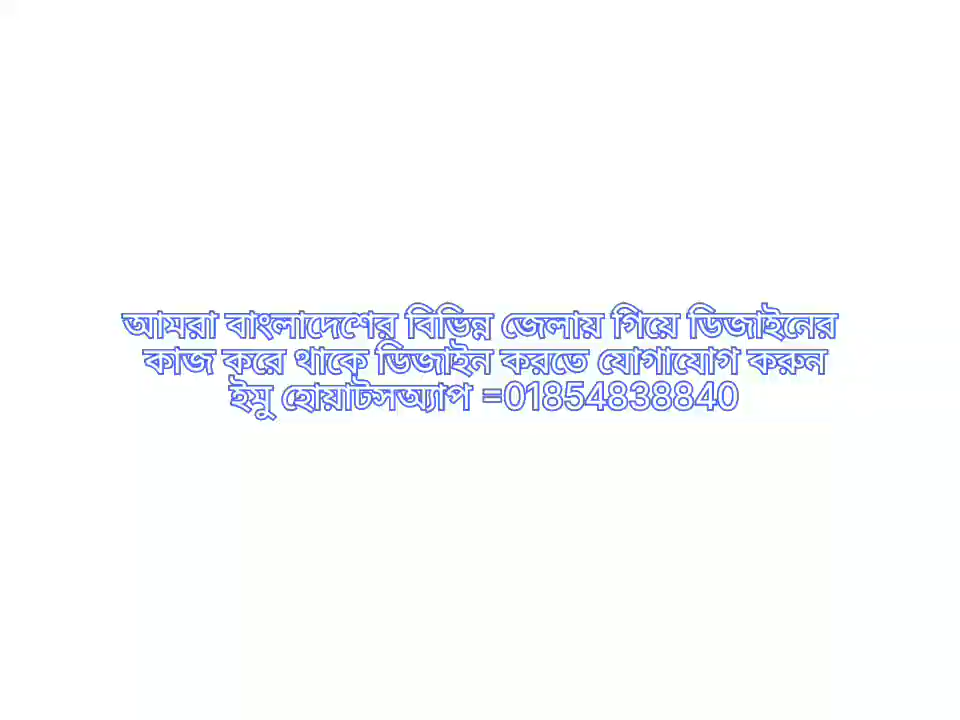 আমরা বাংলাদেশের বিভিন্ন জেলায় গিয়ে ডিজাইনের
কাজ করে থাকে ডিজাইন করতে যোগাযোগ করুন
ইমু হোয়াটসঅ্যাপ =01854838840